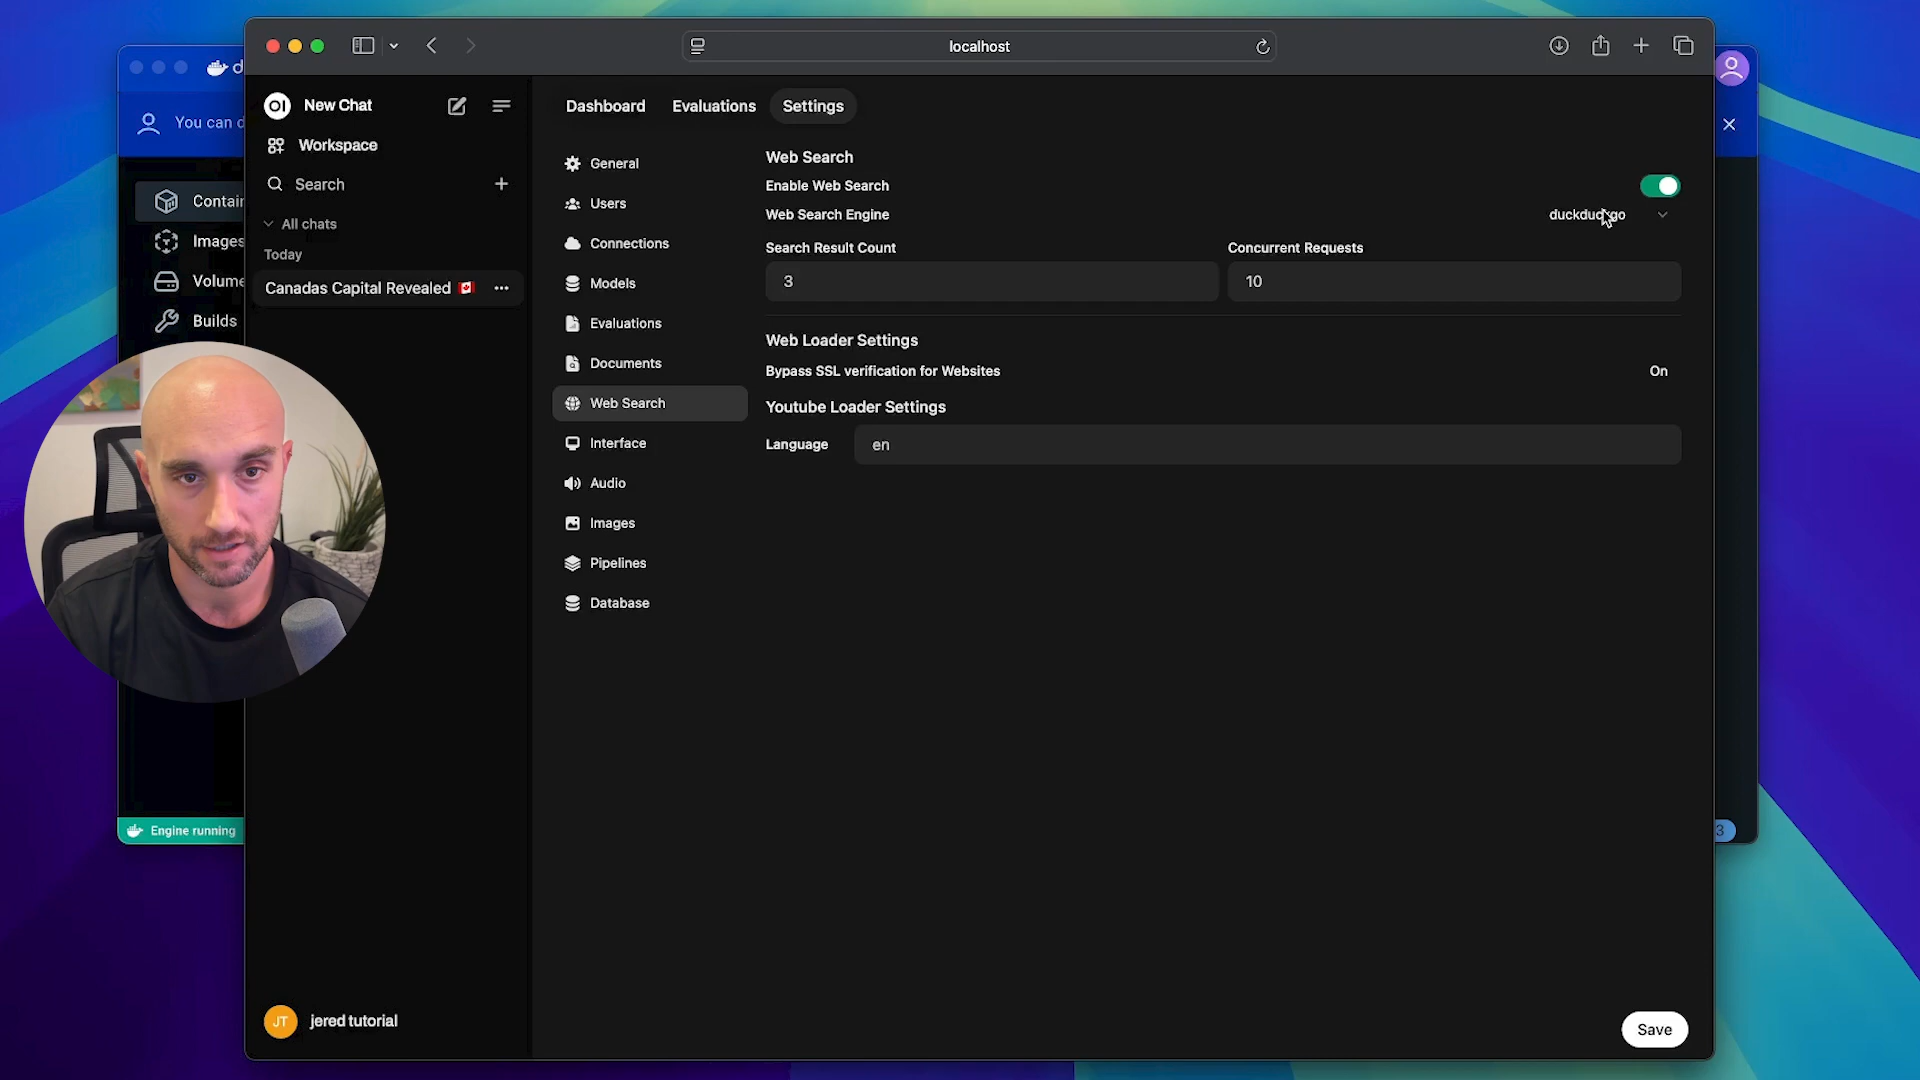 localhost
d
You can d
Contain
Images
Volume
Builds
Engine running
3
OI
New Chat
Workspace
Search
All chats
Today
Canadas Capital Revealed 🇨🇦
JT
jered tutorial
Dashboard
Evaluations
Settings
General
Users
Connections
Models
Evaluations
Documents
Web Search
Interface
Audio
Images
Pipelines
Database
Web Search
Enable Web Search
Web Search Engine
duckduckgo
Search Result Count
Concurrent Requests
3
10
Web Loader Settings
Bypass SSL verification for Websites
On
Youtube Loader Settings
Language
en
Save